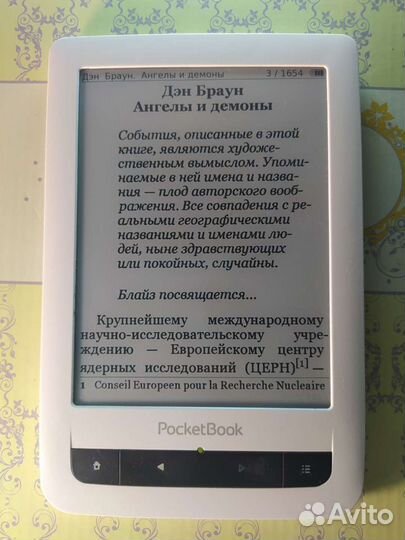 Дэн Браун. Ангелы и демоны 3 / 1654
Дэн Браун
Ангелы и демоны
События, описанные в этой
книге, являются художе-
ственным вымыслом. Упоми-
наемые в ней имена и назва-
ния — плод авторского вооб-
ражения. Все совпадения с ре-
альными географическими
названиями и именами лю-
дей, ныне здравствующих
или покойных, случайны.
Блайз посвящается...
Крупнейшему международному
научно-исследовательскому учре-
ждению — Европейскому центру
ядерных исследований (ЦЕРН)[1] —
1 Conseil Europeen pour la Recherche Nucleaire
PocketBook
Avito